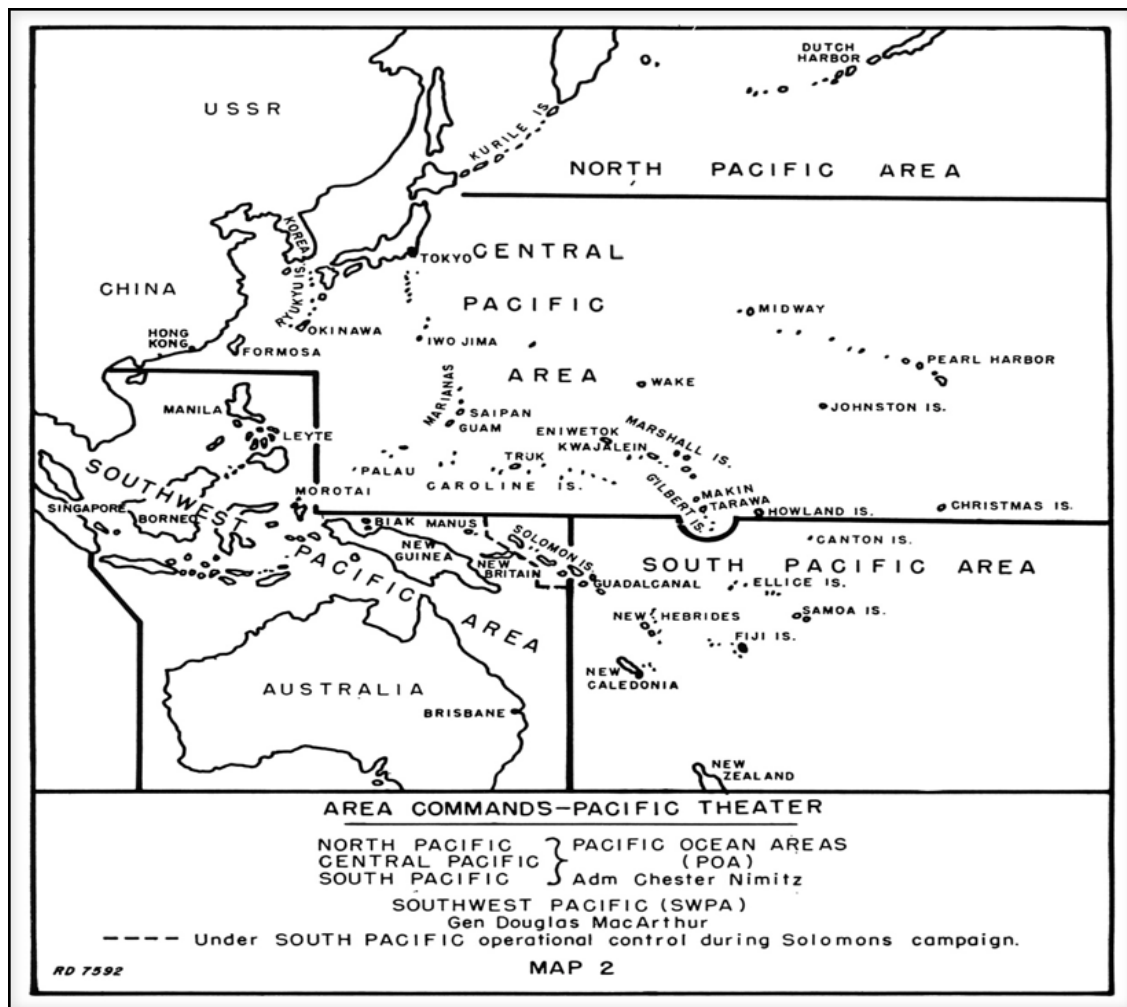 DUTCH
HARBOR
USSR
KURILE IS.
NORTH PACIFIC AREA
KOREA
TOKYO
CENTRAL
CHINA
RYUKYU IS.
PACIFIC
MIDWAY
OKINAWA
HONG
KONG
FORMOSA
IWO JIMA
PEARL HARBOR
AREA
WAKE
MARIANAS
MANILA
SAIPAN
JOHNSTON IS.
GUAM
LEYTE
ENIWETOK
MARSHALL IS.
KWAJALEIN
TRUK
PALAU
CAROLINE IS.
SOUTHWEST
MOROTAI
GILBERT IS.
MAKIN
TARAWA
SINGAPORE
BORNEO
HOWLAND IS.
CHRISTMAS IS.
BIAK
MANUS
SOLOMON IS.
CANTON IS.
NEW
GUINEA
NEW
BRITAIN
SOUTH PACIFIC AREA
PACIFIC
GUADALCANAL
ELLICE IS.
AREA
NEW HEBRIDES
SAMOA IS.
FIJI IS.
NEW
CALEDONIA
AUSTRALIA
BRISBANE
NEW
ZEALAND
AREA COMMANDS–PACIFIC THEATER
NORTH PACIFIC
CENTRAL PACIFIC
SOUTH PACIFIC
PACIFIC OCEAN AREAS
(POA)
Adm Chester Nimitz
SOUTHWEST PACIFIC (SWPA)
Gen Douglas MacArthur
---- Under SOUTH PACIFIC operational control during Solomons campaign.
RD 7592
MAP 2